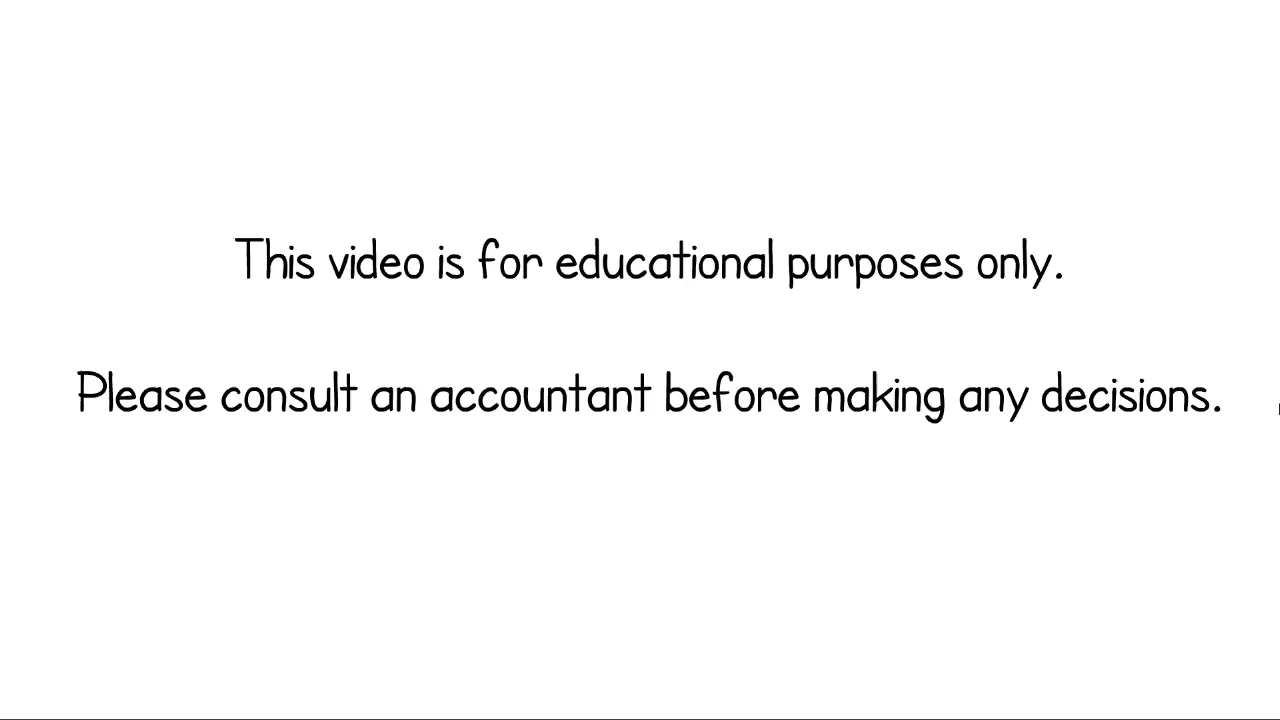 This video is for educational purposes only.
Please consult an accountant before making any decisions.